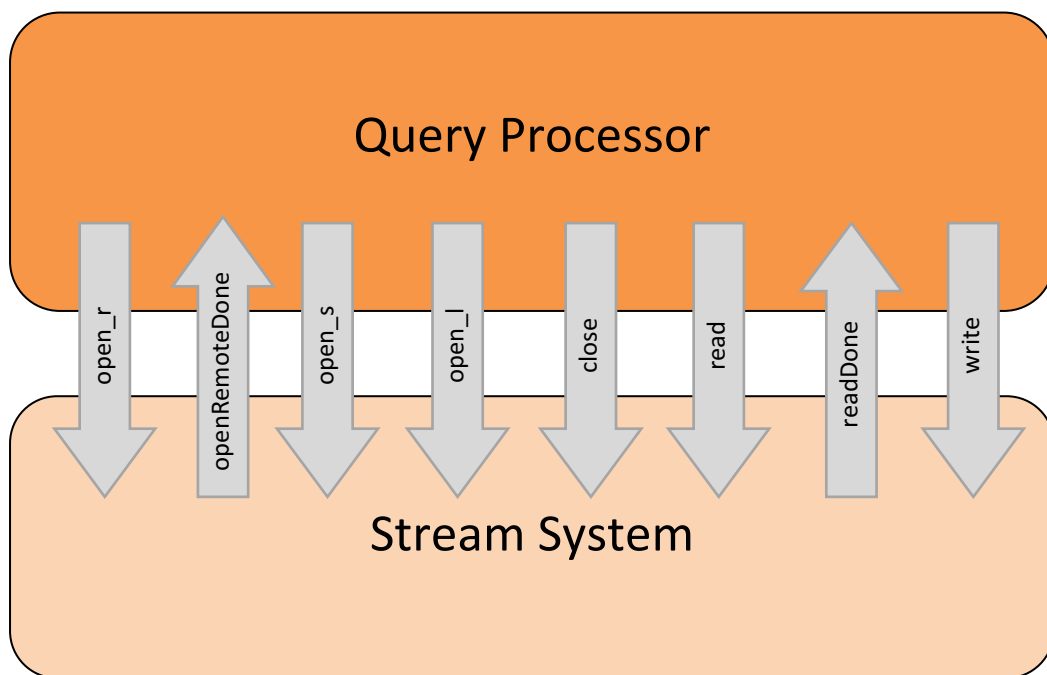 Query Processor
open_r
openRemoteDone
open_s
open_l
close
read
readDone
write
Stream System